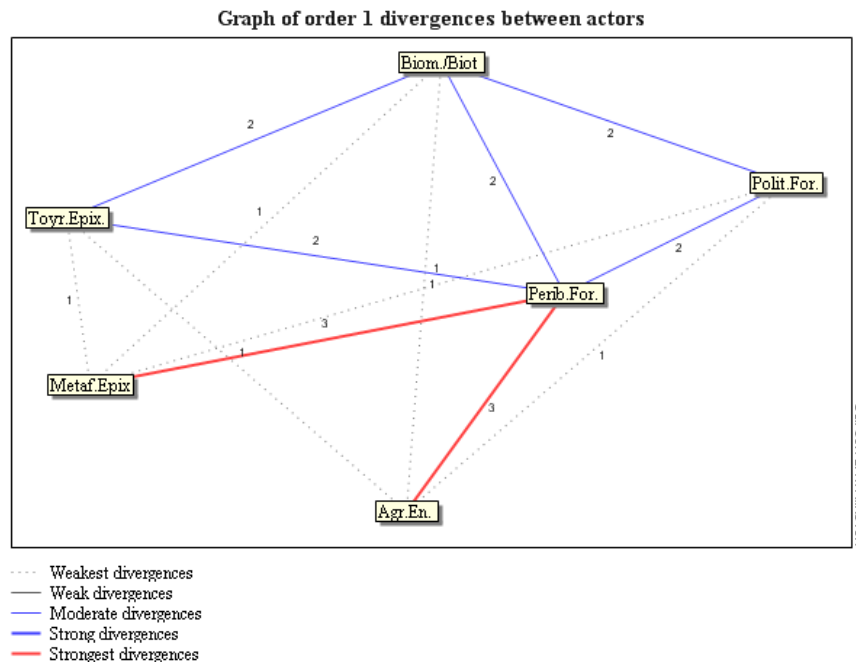 Graph of order 1 divergences between actors
Biom./Biot
2
2
Polit.For.
2
1
Toyr.Epix.
2
2
1
1
Perib.For.
1
3
1
1
Metaf.Epix
3
Agr.En.
Weakest divergences
Weak divergences
Moderate divergences
Strong divergences
Strongest divergences